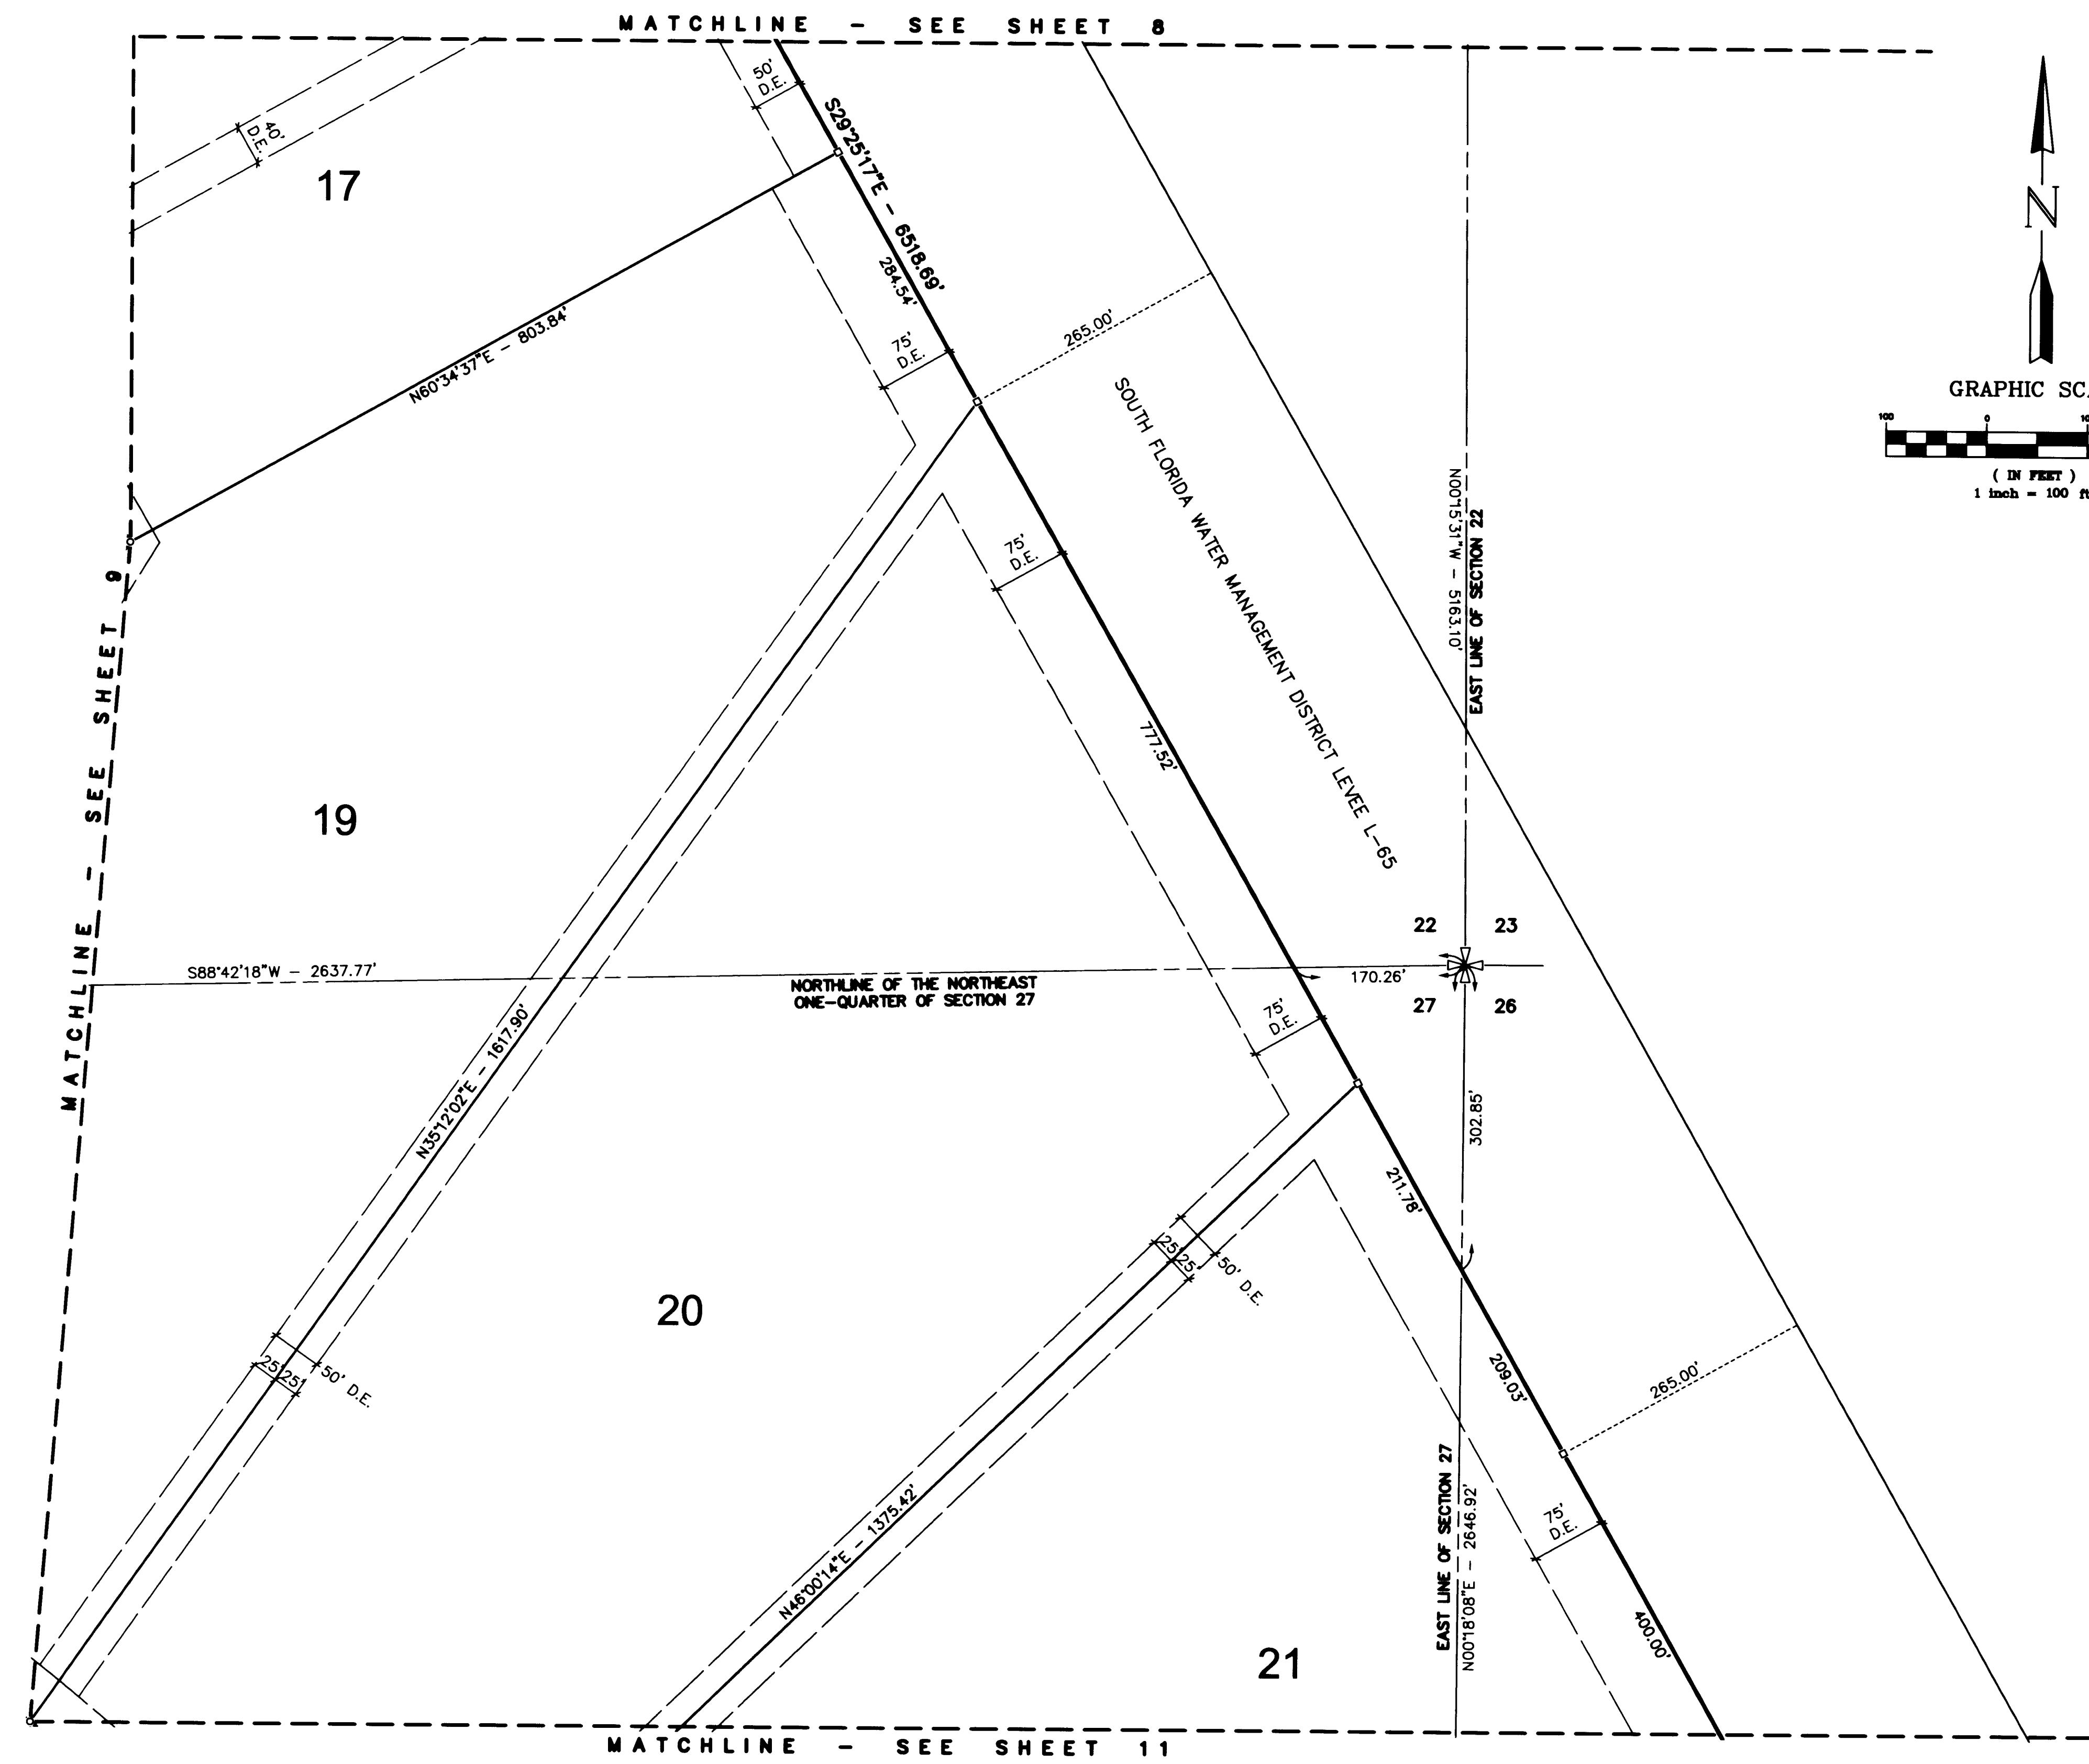 MATCHLINE - SEE SHEET 8
50'
D.E.
40'
D.E.
17
S29°25'17"E - 6518.69'
284.54'
N60°34'37"E - 803.84'
75'
D.E.
265.00'
N
GRAPHIC SC
100 0
( IN FEET )
1 inch = 100 ft
SOUTH FLORIDA WATER MANAGEMENT DISTRICT LEVEE L-65
N00°15'31"W - 5163.10'
EAST LINE OF SECTION 22
75'
D.E.
MATCHLINE - SEE SHEET 9
777.52'
19
22 23
S88°42'18"W - 2637.77'
NORTHLINE OF THE NORTHEAST
ONE-QUARTER OF SECTION 27
170.26'
27 26
75'
D.E.
N35°12'02"E - 1617.90'
302.85'
211.78'
25' 25'
50' D.E.
20
209.03'
265.00'
25' 25'
50' D.E.
EAST LINE OF SECTION 27
N00°18'08"E - 2646.92'
75'
D.E.
N46°00'14"E - 1375.42'
400.00'
21
MATCHLINE - SEE SHEET 11